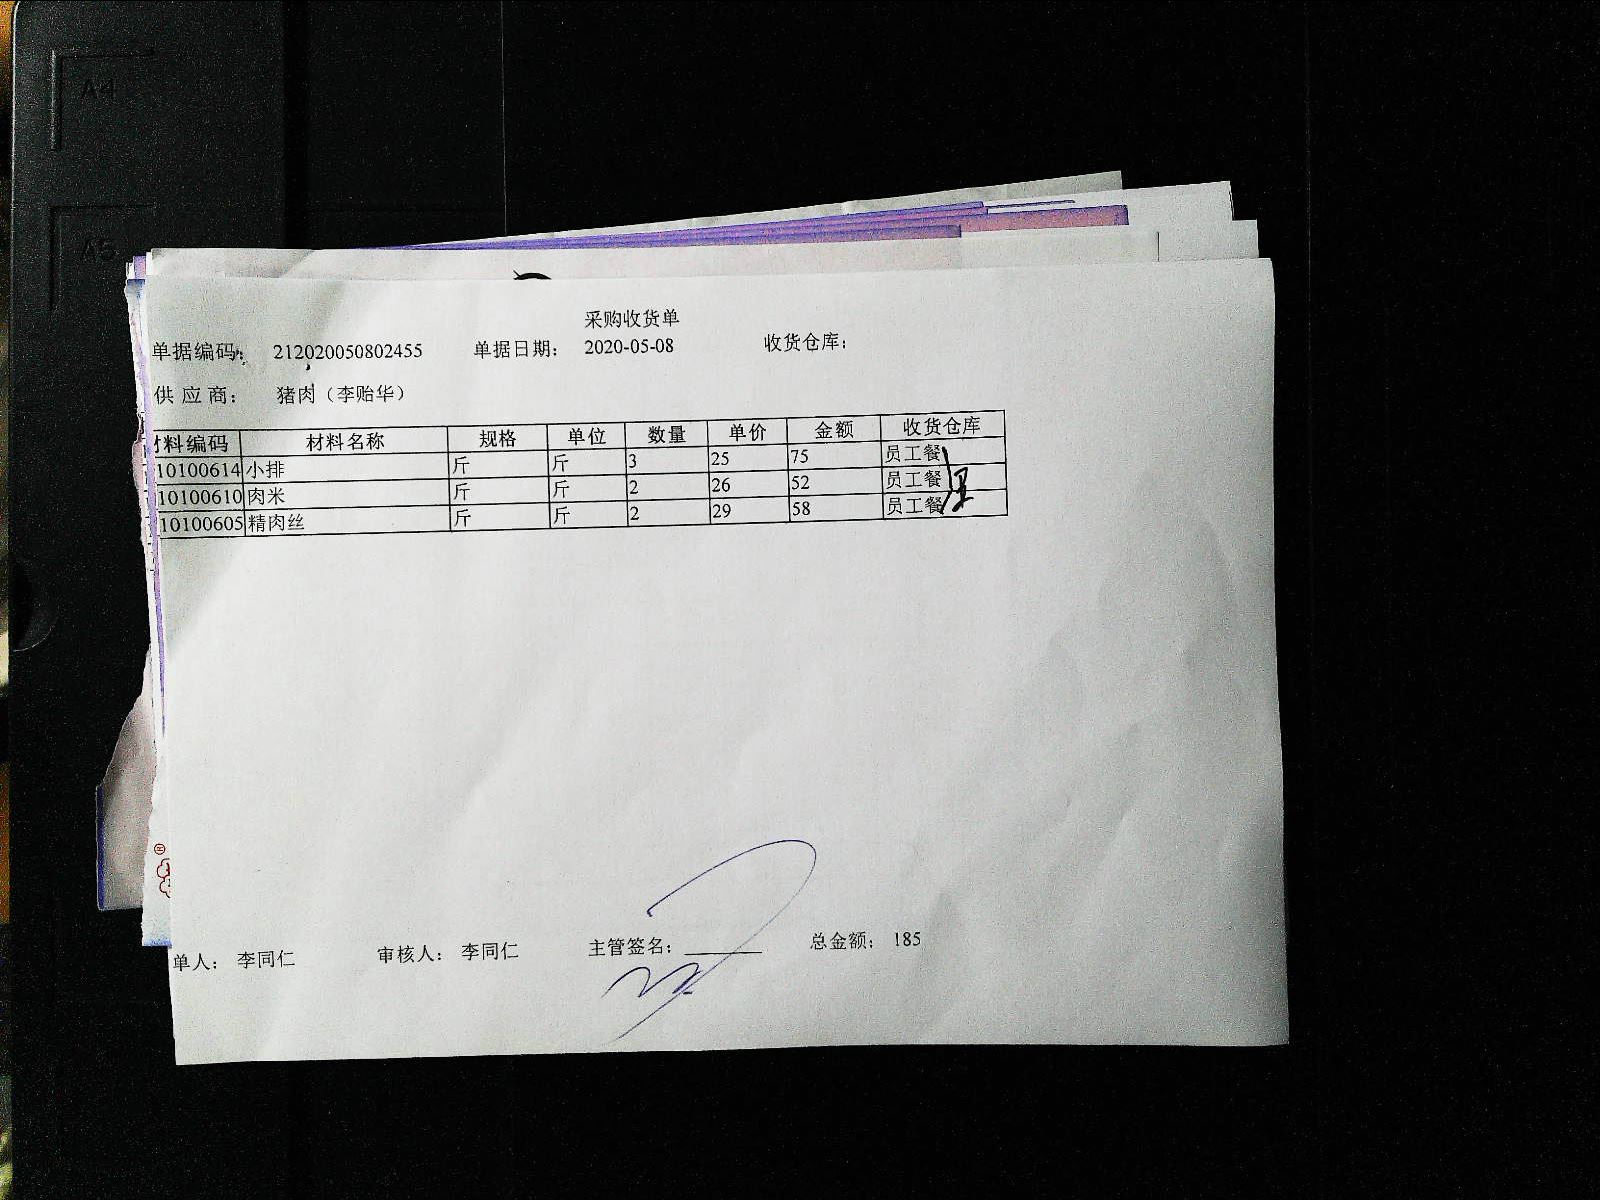 A4
A5
采购收货单
单据编码： 212020050802455 单据日期： 2020-05-08 收货仓库：
供应商： 猪肉（李贻华）
材料编码 材料名称 规格 单位 数量 单价 金额 收货仓库
10100614 小排 斤 斤 3 25 75 员工餐
10100610 肉米 斤 斤 2 26 52 员工餐
10100605 精肉丝 斤 斤 2 29 58 员工餐
单人： 李同仁 审核人： 李同仁 主管签名： 总金额： 185